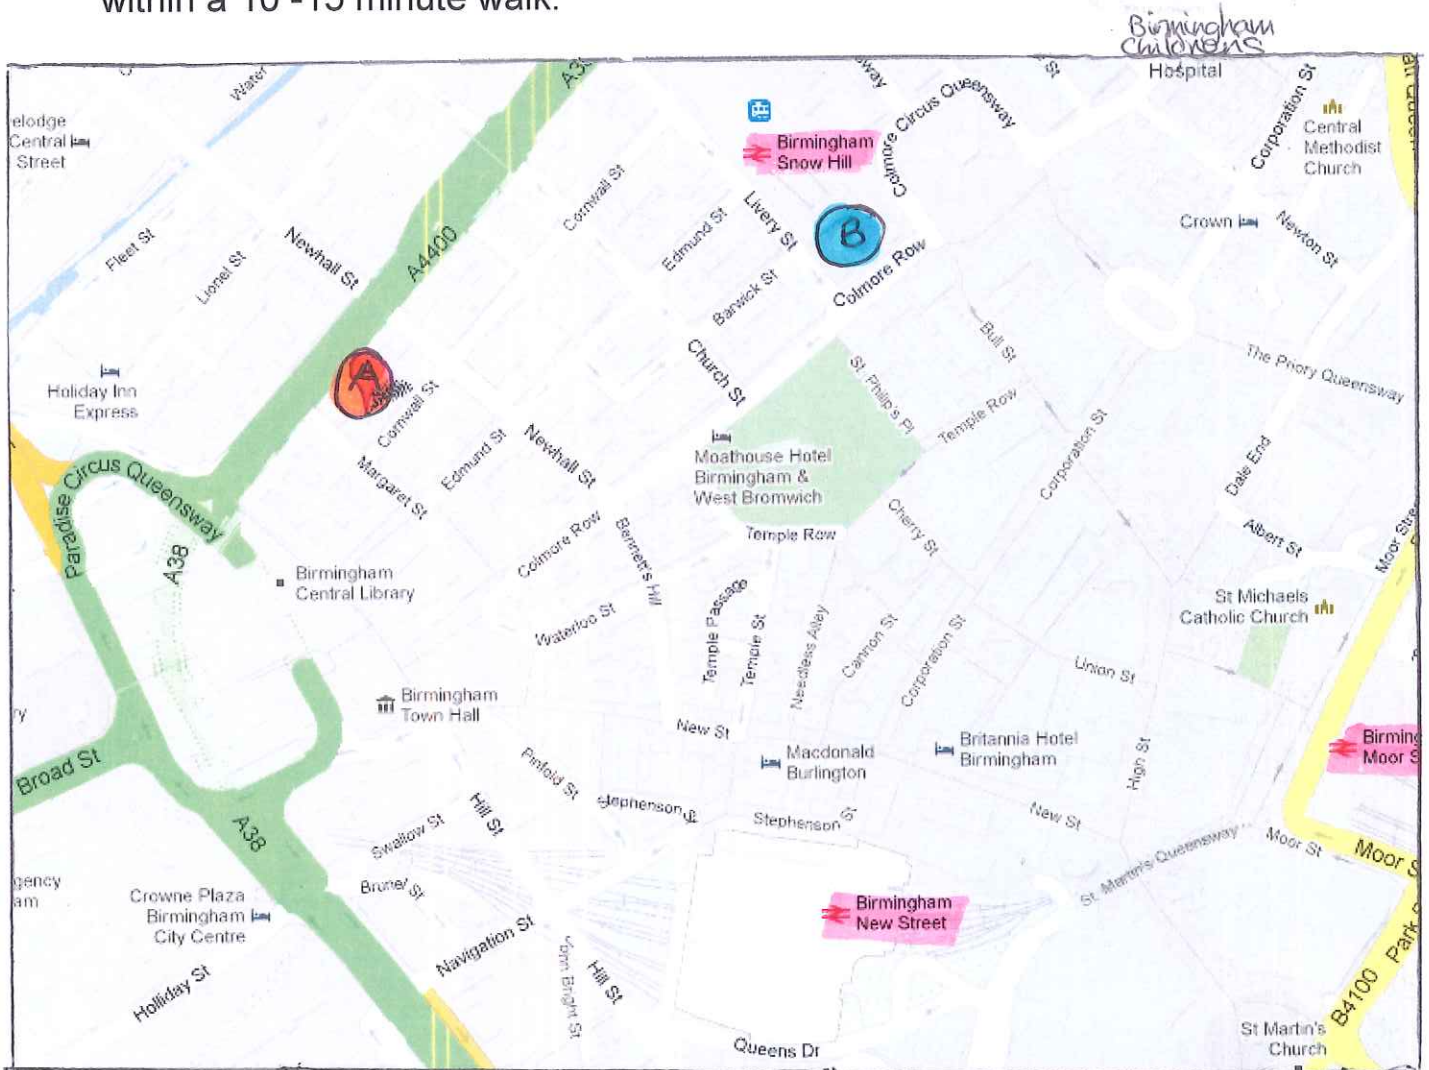 within a 10 -15 minute walk.
Birmingham
Childrens
Hospital
Water
A38
elodge
Central
Street
Birmingham
Snow Hill
Colmore Circus Queensway
Corporation St
Central
Methodist
Church
Cornwall St
Livery St
Edmund St
B
Crown
Newton St
Fleet St
Lionel St
Newhall St
A4400
Colmore Row
Barwick St
Bull St
Church St
St. Philip's Pl
The Priory Queensway
A
Holiday Inn
Express
Cornwall St
Temple Row
Corporation St
Moathouse Hotel
Birmingham &
West Bromwich
Newhall St
Edmund St
Margaret St
Dale End
Paradise Circus Queensway
Cherry St
Albert St
Temple Row
Colmore Row
Bennett's Hill
A38
Birmingham
Central Library
St Michaels
Catholic Church
Waterloo St
Temple Passage
Temple St
Needless Alley
Cannon St
Corporation St
Union St
Birmingham
Town Hall
New St
Macdonald
Burlington
Britannia Hotel
Birmingham
High St
Birming
Moor S
Broad St
Pinfold St
Hill St
Stephenson St
Stephenson St
New St
A38
Swallow St
Moor St
Moor S
St. Martin's Queensway
Brunel St
gency
am
Crowne Plaza
Birmingham
City Centre
Birmingham
New Street
Navigation St
Holliday St
John Bright St
Hill St
Park
B4100
St Martin's
Church
Queens Dr